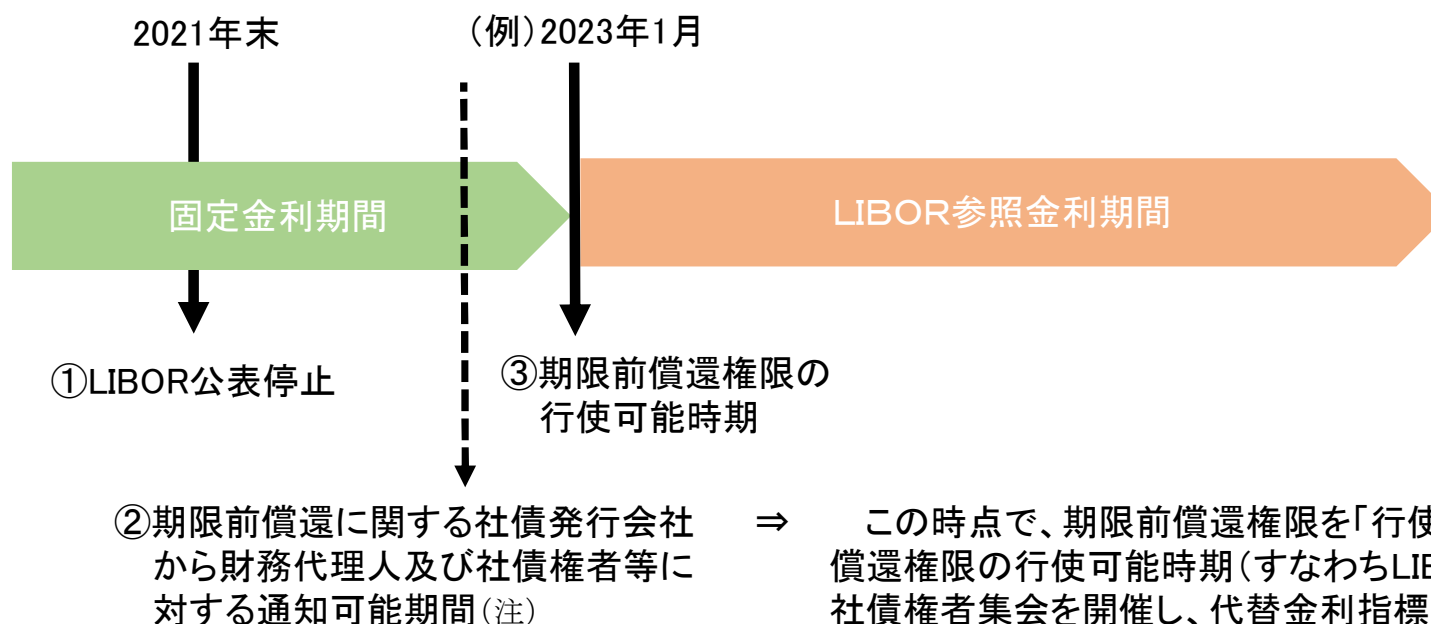 2021年末
（例）2023年1月
固定金利期間
LIBOR参照金利期間
①LIBOR公表停止
③期限前償還権限の
行使可能時期
②期限前償還に関する社債発行会社
から財務代理人及び社債権者等に
対する通知可能期間（注）
⇒ この時点で、期限前償還権限を「行使
償還権限の行使可能時期（すなわちLIB
社債権者集会を開催し、代替金利指標